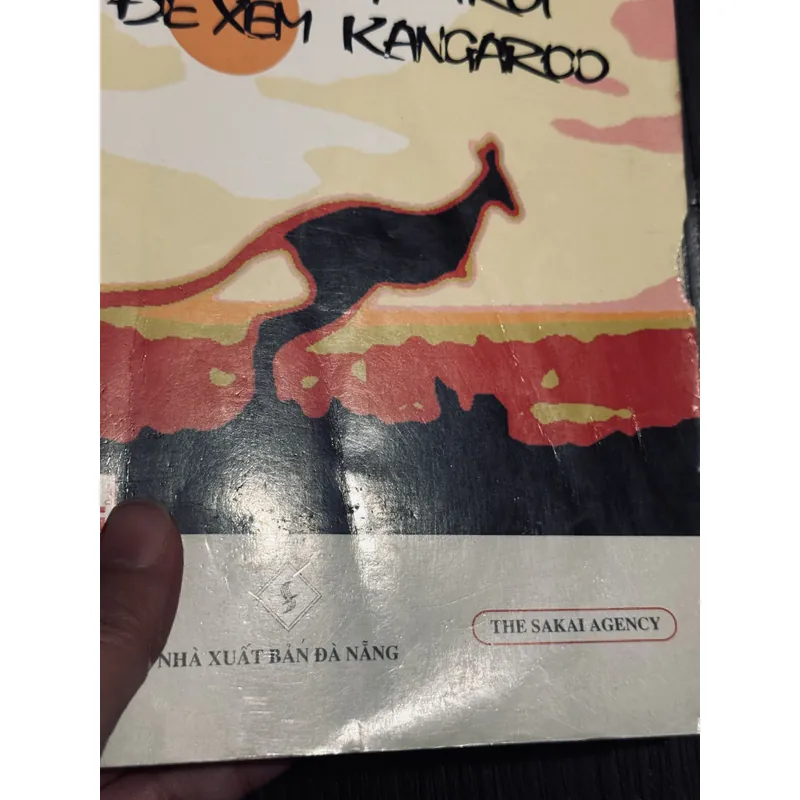 ĐỂ XEM KANGAROO
NHÀ XUẤT BẢN ĐÀ NẴNG
THE SAKAI AGENCY